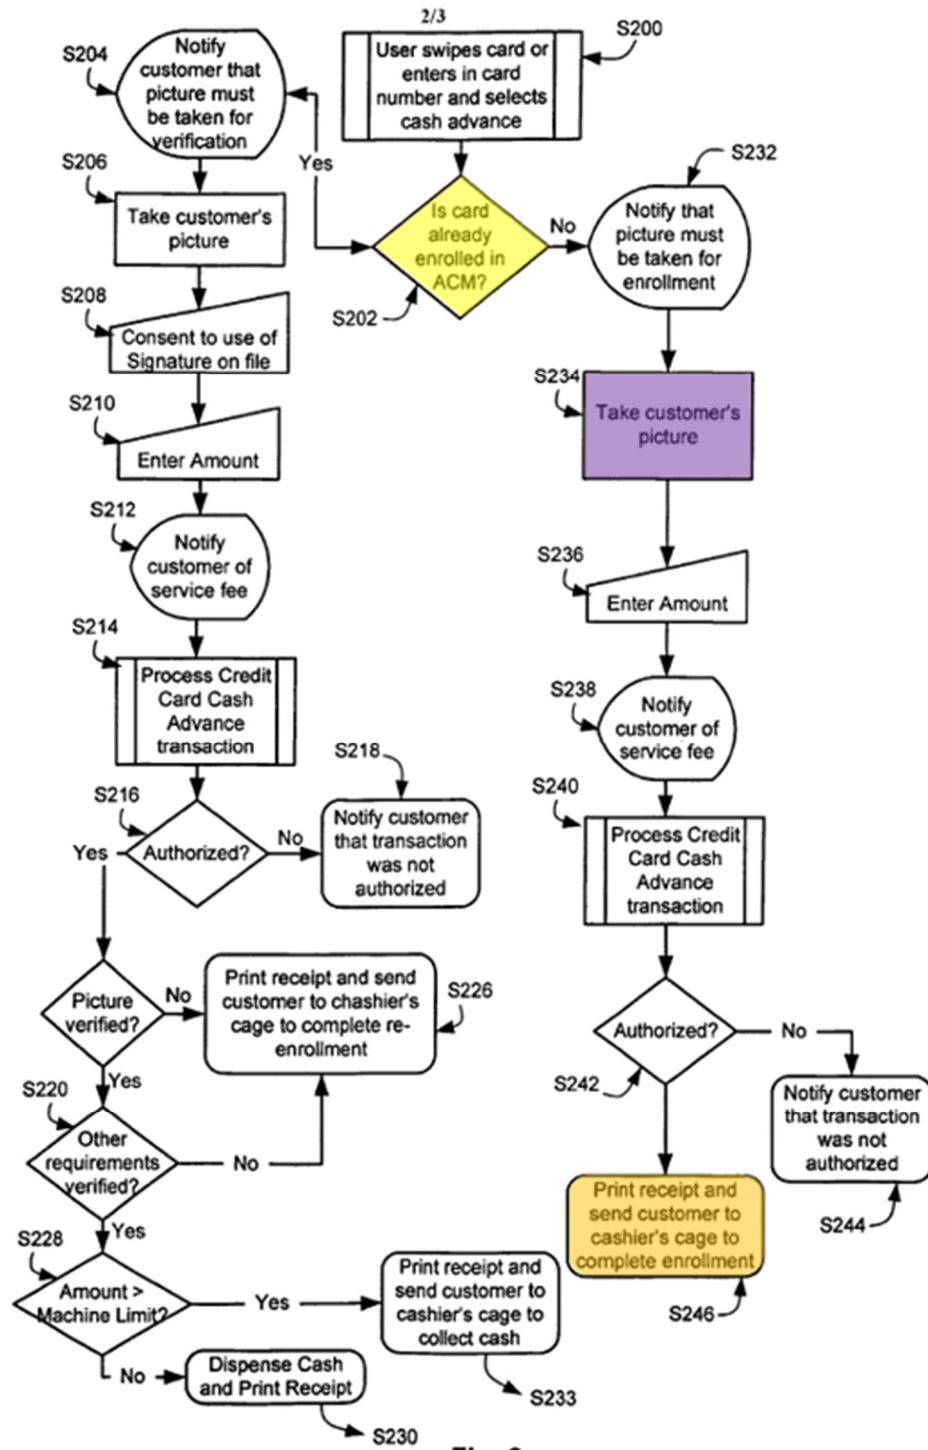 2/3
S200
User swipes card or
enters in card
number and selects
cash advance
S204
Notify
customer that
picture must
be taken for
verification
Yes
Is card
already
enrolled in
ACM?
S202
No
S232
Notify that
picture must
be taken for
enrollment
S206
Take customer's
picture
S208
Consent to use of
Signature on file
S210
Enter Amount
S212
Notify
customer of
service fee
S214
Process Credit
Card Cash
Advance
transaction
S216
Authorized?
No
S218
Notify customer
that transaction
was not
authorized
Yes
Picture
verified?
No
Print receipt and send
customer to chashier's
cage to complete re-
enrollment
S226
Yes
S220
Other
requirements
verified?
No
Yes
S228
Amount >
Machine Limit?
Yes
Print receipt and
send customer to
cashier's cage to
collect cash
S233
No
Dispense Cash
and Print Receipt
S230
S234
Take customer's
picture
S236
Enter Amount
S238
Notify
customer of
service fee
S240
Process Credit
Card Cash
Advance
transaction
Authorized?
S242
No
Notify customer
that transaction
was not
authorized
S244
Print receipt and
send customer to
cashier's cage to
complete enrollment
S246